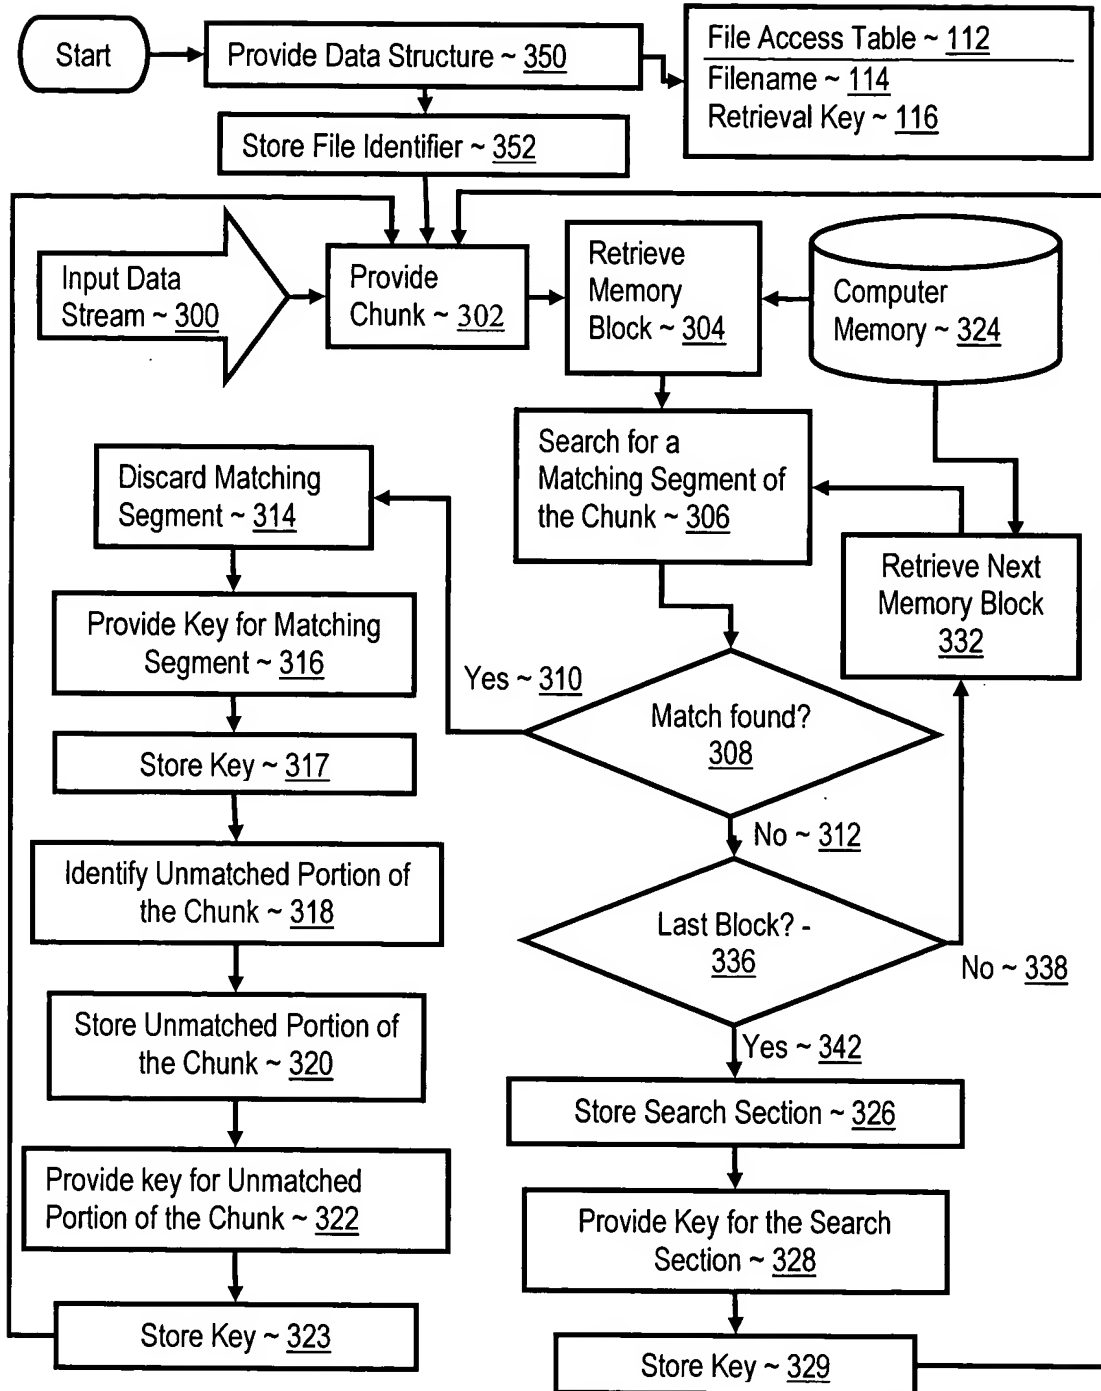 Start
Provide Data Structure ~ 350
File Access Table ~ 112
Filename ~ 114
Retrieval Key ~ 116
Store File Identifier ~ 352
Input Data
Stream ~ 300
Provide
Chunk ~ 302
Retrieve
Memory
Block ~ 304
Computer
Memory ~ 324
Search for a
Matching Segment of
the Chunk ~ 306
Discard Matching
Segment ~ 314
Retrieve Next
Memory Block
332
Provide Key for Matching
Segment ~ 316
Yes ~ 310
Match found?
308
Store Key ~ 317
No ~ 312
Identify Unmatched Portion of
the Chunk ~ 318
Last Block? -
336
No ~ 338
Store Unmatched Portion of
the Chunk ~ 320
Yes ~ 342
Store Search Section ~ 326
Provide key for Unmatched
Portion of the Chunk ~ 322
Provide Key for the Search
Section ~ 328
Store Key ~ 323
Store Key ~ 329